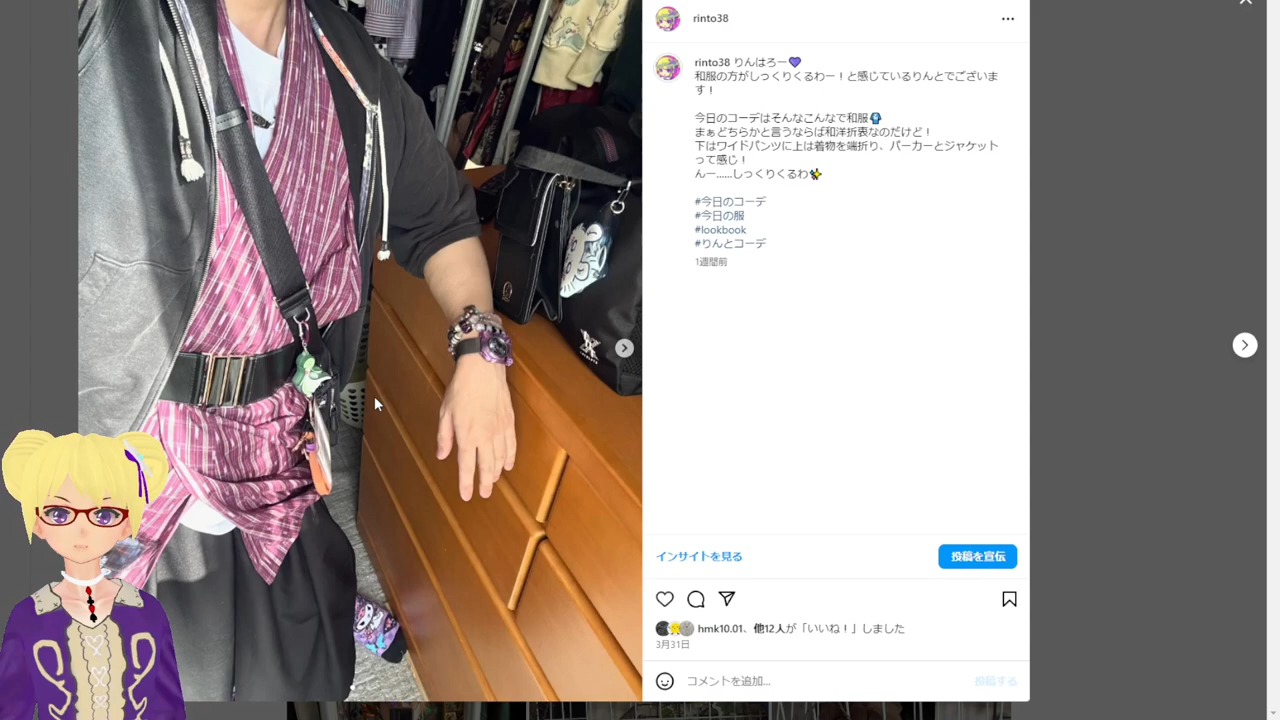 rinto38
rinto38 りんはろー💜
和服の方がしっくりくるわー！と感じているりんとでございま
す！
今日のコーデはそんなこんなで和服👘
まぁどちらかと言うならば和洋折衷なのだけど！
下はワイドパンツに上は着物を端折り、パーカーとジャケット
って感じ！
んー......しっくりくるわ✨
#今日のコーデ
#今日の服
#lookbook
#りんとコーデ
1週間前
インサイトを見る
投稿を宣伝
hmk10.01、他12人が「いいね！」しました
3月31日
コメントを追加...
投稿する